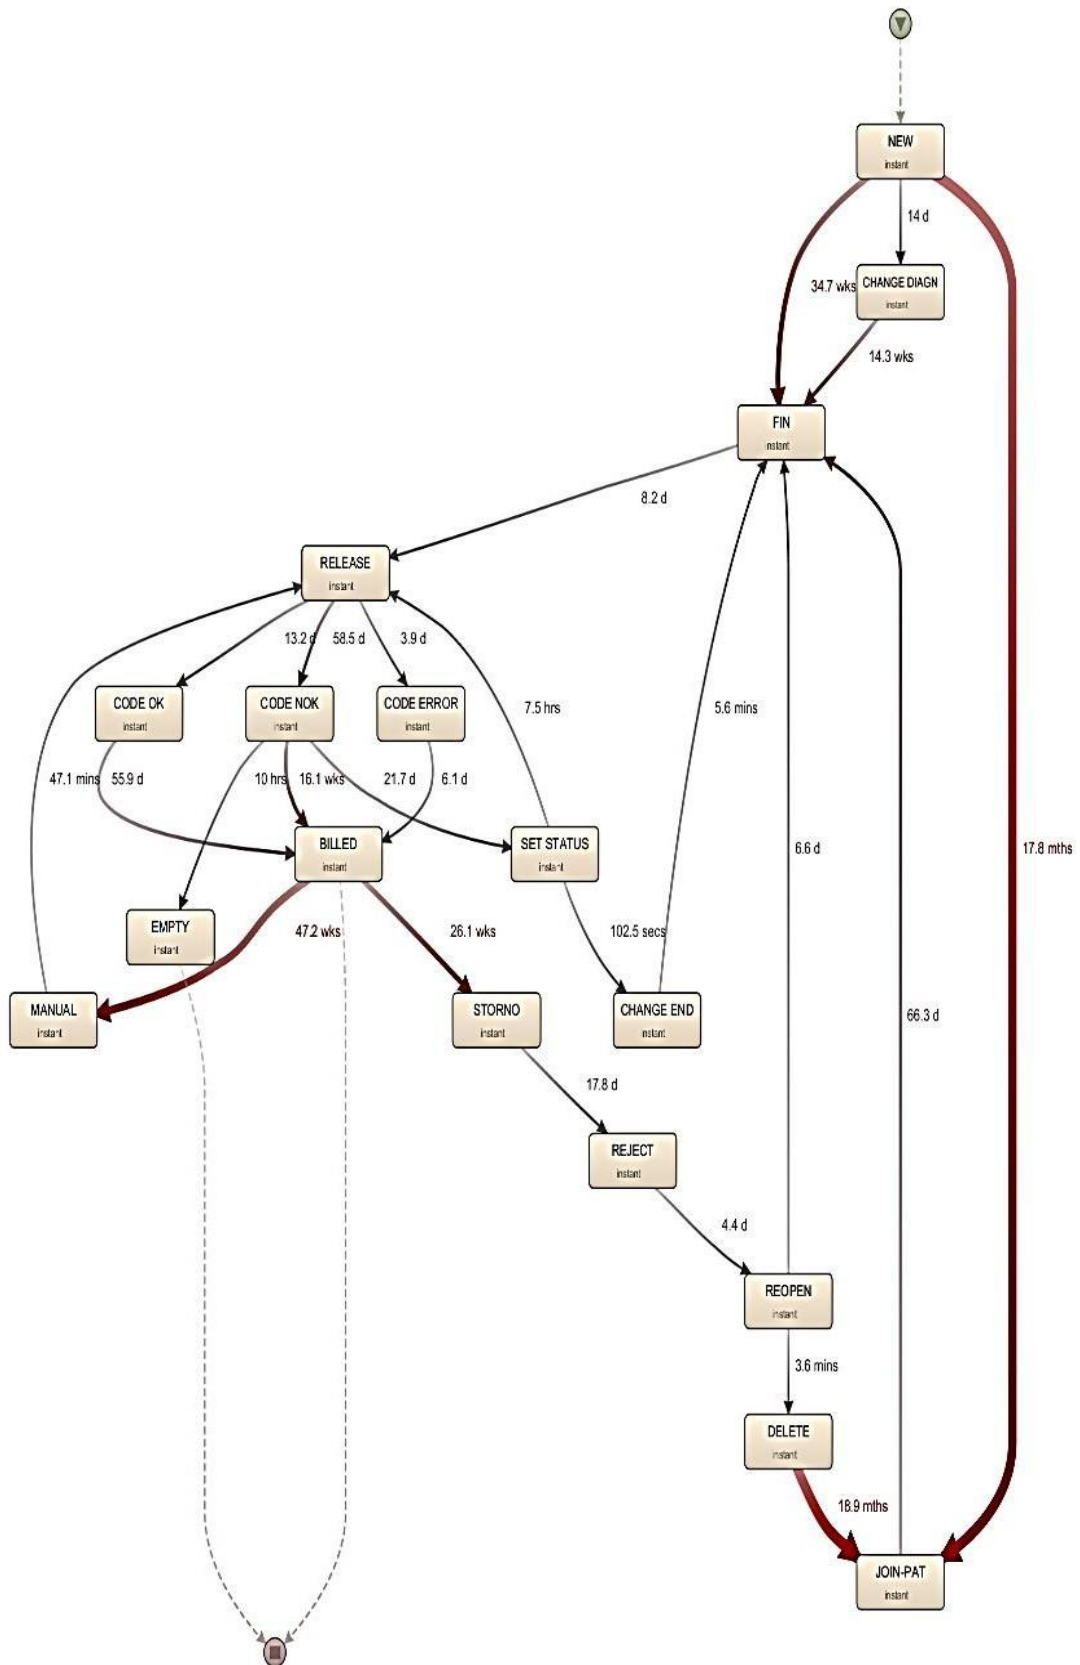 NEW
instant
14 d
CHANGE DIAGN
instant
34.7 wks
14.3 wks
FIN
instant
8.2 d
RELEASE
instant
13.2 d
58.5 d
3.9 d
CODE OK
instant
CODE NOK
instant
CODE ERROR
instant
7.5 hrs
5.6 mins
47.1 mins
55.9 d
10 hrs
16.1 wks
21.7 d
6.1 d
BILLED
instant
SET STATUS
instant
6.6 d
17.8 mths
EMPTY
instant
47.2 wks
26.1 wks
102.5 secs
MANUAL
instant
STORNO
instant
CHANGE END
instant
66.3 d
17.8 d
REJECT
instant
4.4 d
REOPEN
instant
3.6 mins
DELETE
instant
18.9 mths
JOIN-PAT
instant